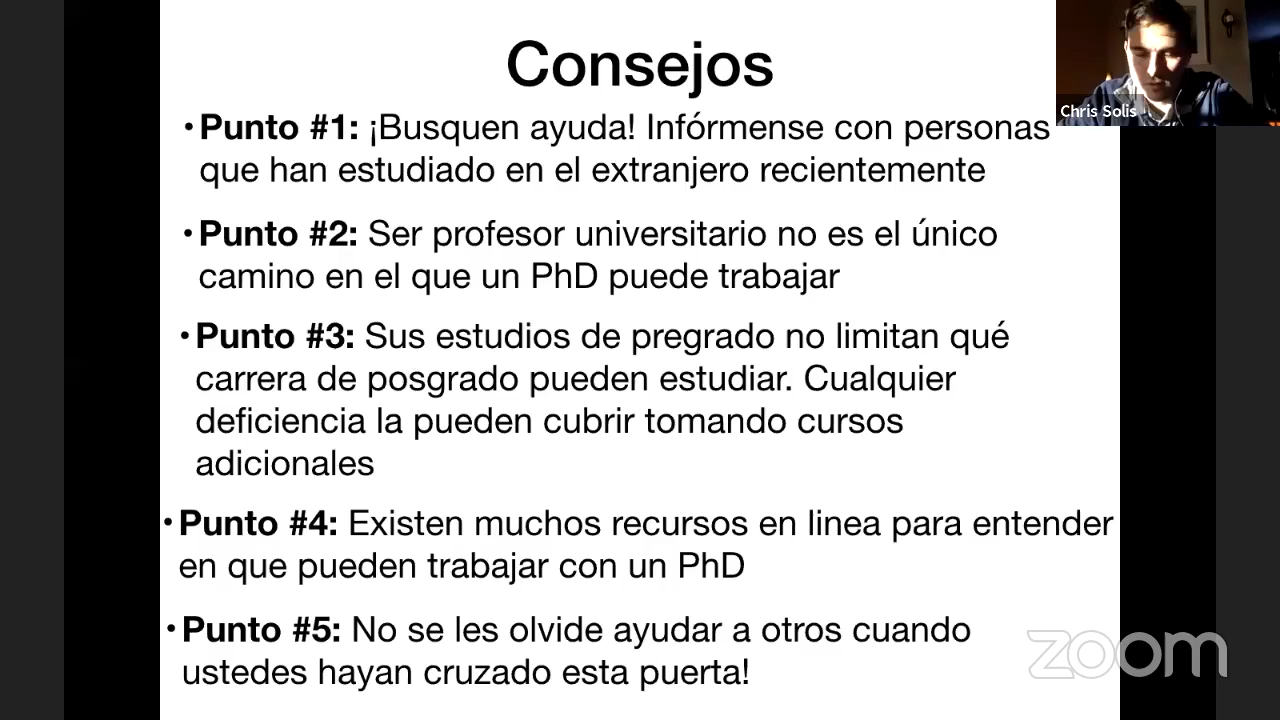 Consejos
Chris Solis
• Punto #1: ¡Busquen ayuda! Infórmense con personas
que han estudiado en el extranjero recientemente
• Punto #2: Ser profesor universitario no es el único
camino en el que un PhD puede trabajar
• Punto #3: Sus estudios de pregrado no limitan qué
carrera de posgrado pueden estudiar. Cualquier
deficiencia la pueden cubrir tomando cursos
adicionales
• Punto #4: Existen muchos recursos en linea para entender
en que pueden trabajar con un PhD
• Punto #5: No se les olvide ayudar a otros cuando
ustedes hayan cruzado esta puerta!
zoom